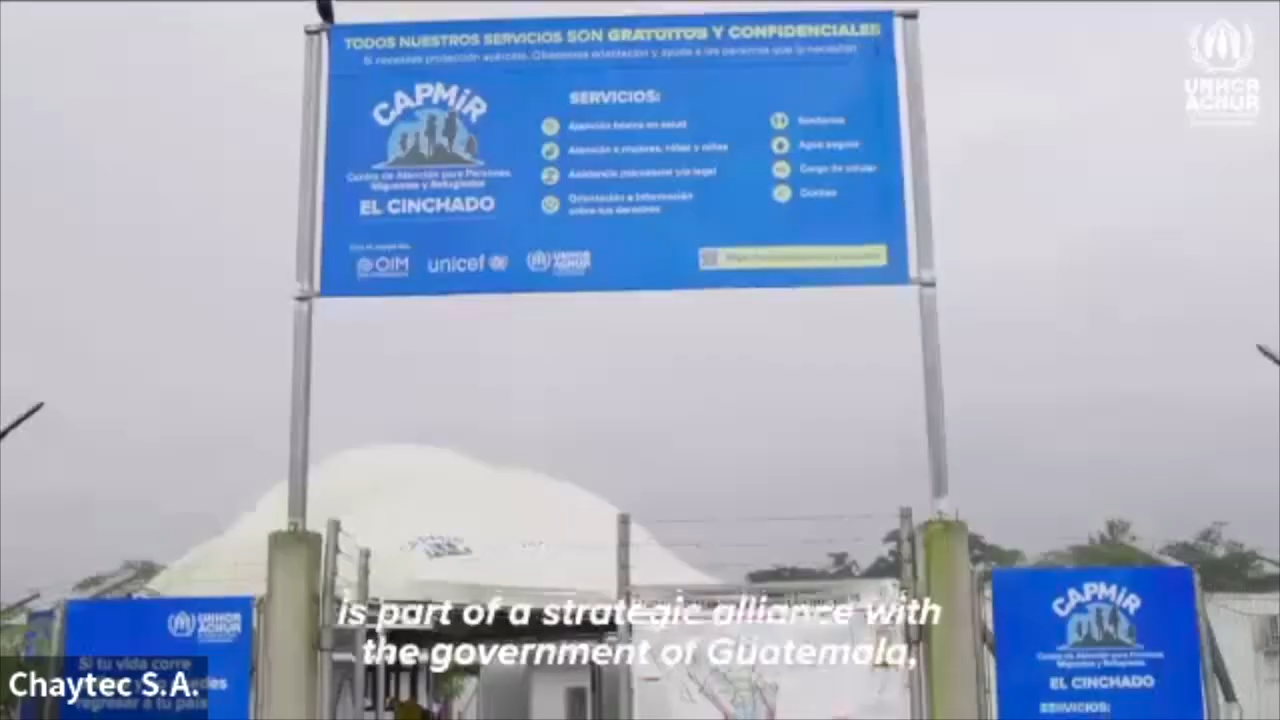 TODOS NUESTROS SERVICIOS SON GRATUITOS Y CONFIDENCIALES
UNHCR
ACNUR
CAPMiR
Centro de Atención para Personas
Migrantes y Refugiadas
EL CINCHADO
SERVICIOS:
Atención básica en salud
Atención a mujeres, niñas y niños
Asistencia psicosocial y/o legal
Orientación e información
sobre tus derechos
Sanitarios
Agua segura
Carga de celular
Duchas
OIM
unicef
UNHCR
ACNUR
is part of a strategic alliance with
the government of Guatemala,
UNHCR
ACNUR
Si tu vida corre
regresar a tu país
CAPMiR
Centro de Atención para Personas
Migrantes y Refugiadas
EL CINCHADO
SERVICIOS:
Chaytec S.A.